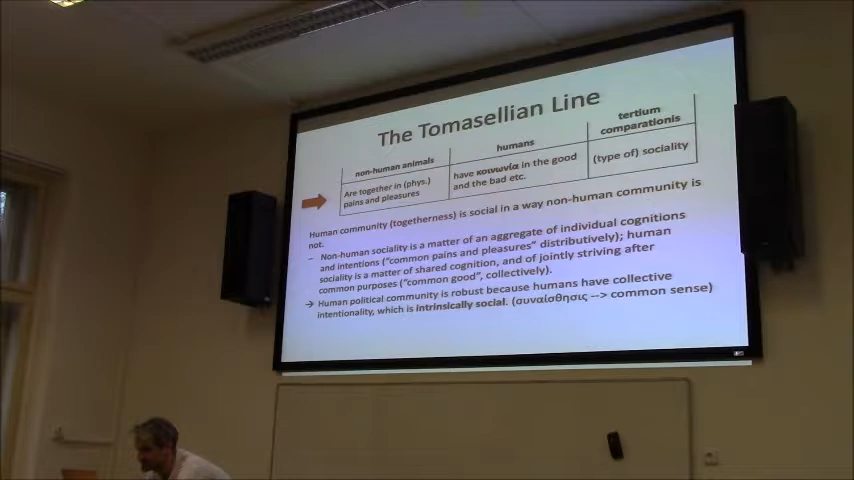 The Tomasellian Line
non-human animals humans tertium comparationis
Are together in (phys.) pains and pleasures have κοινωνία in the good and the bad etc. (type of) sociality
Human community (togetherness) is social in a way non-human community is
not.
– Non-human sociality is a matter of an aggregate of individual cognitions
and intentions ("common pains and pleasures" distributively); human
sociality is a matter of shared cognition, and of jointly striving after
common purposes ("common good", collectively).
→ Human political community is robust because humans have collective
intentionality, which is intrinsically social. (συναίσθησις --> common sense)